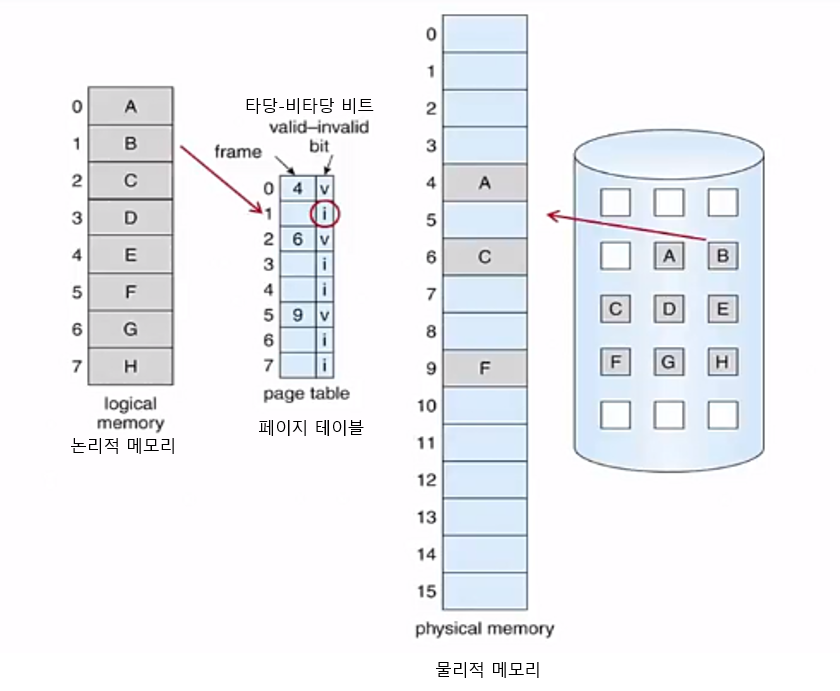 0 A
1 B
2 C
3 D
4 E
5 F
6 G
7 H
logical
memory
논리적 메모리
타당-비타당 비트
valid–invalid
bit
frame
0 4 v
1 i
2 6 v
3 i
4 i
5 9 v
6 i
7 i
page table
페이지 테이블
0
1
2
3
4 A
5
6 C
7
8
9 F
10
11
12
13
14
15
physical memory
물리적 메모리
A B
C D E
F G H